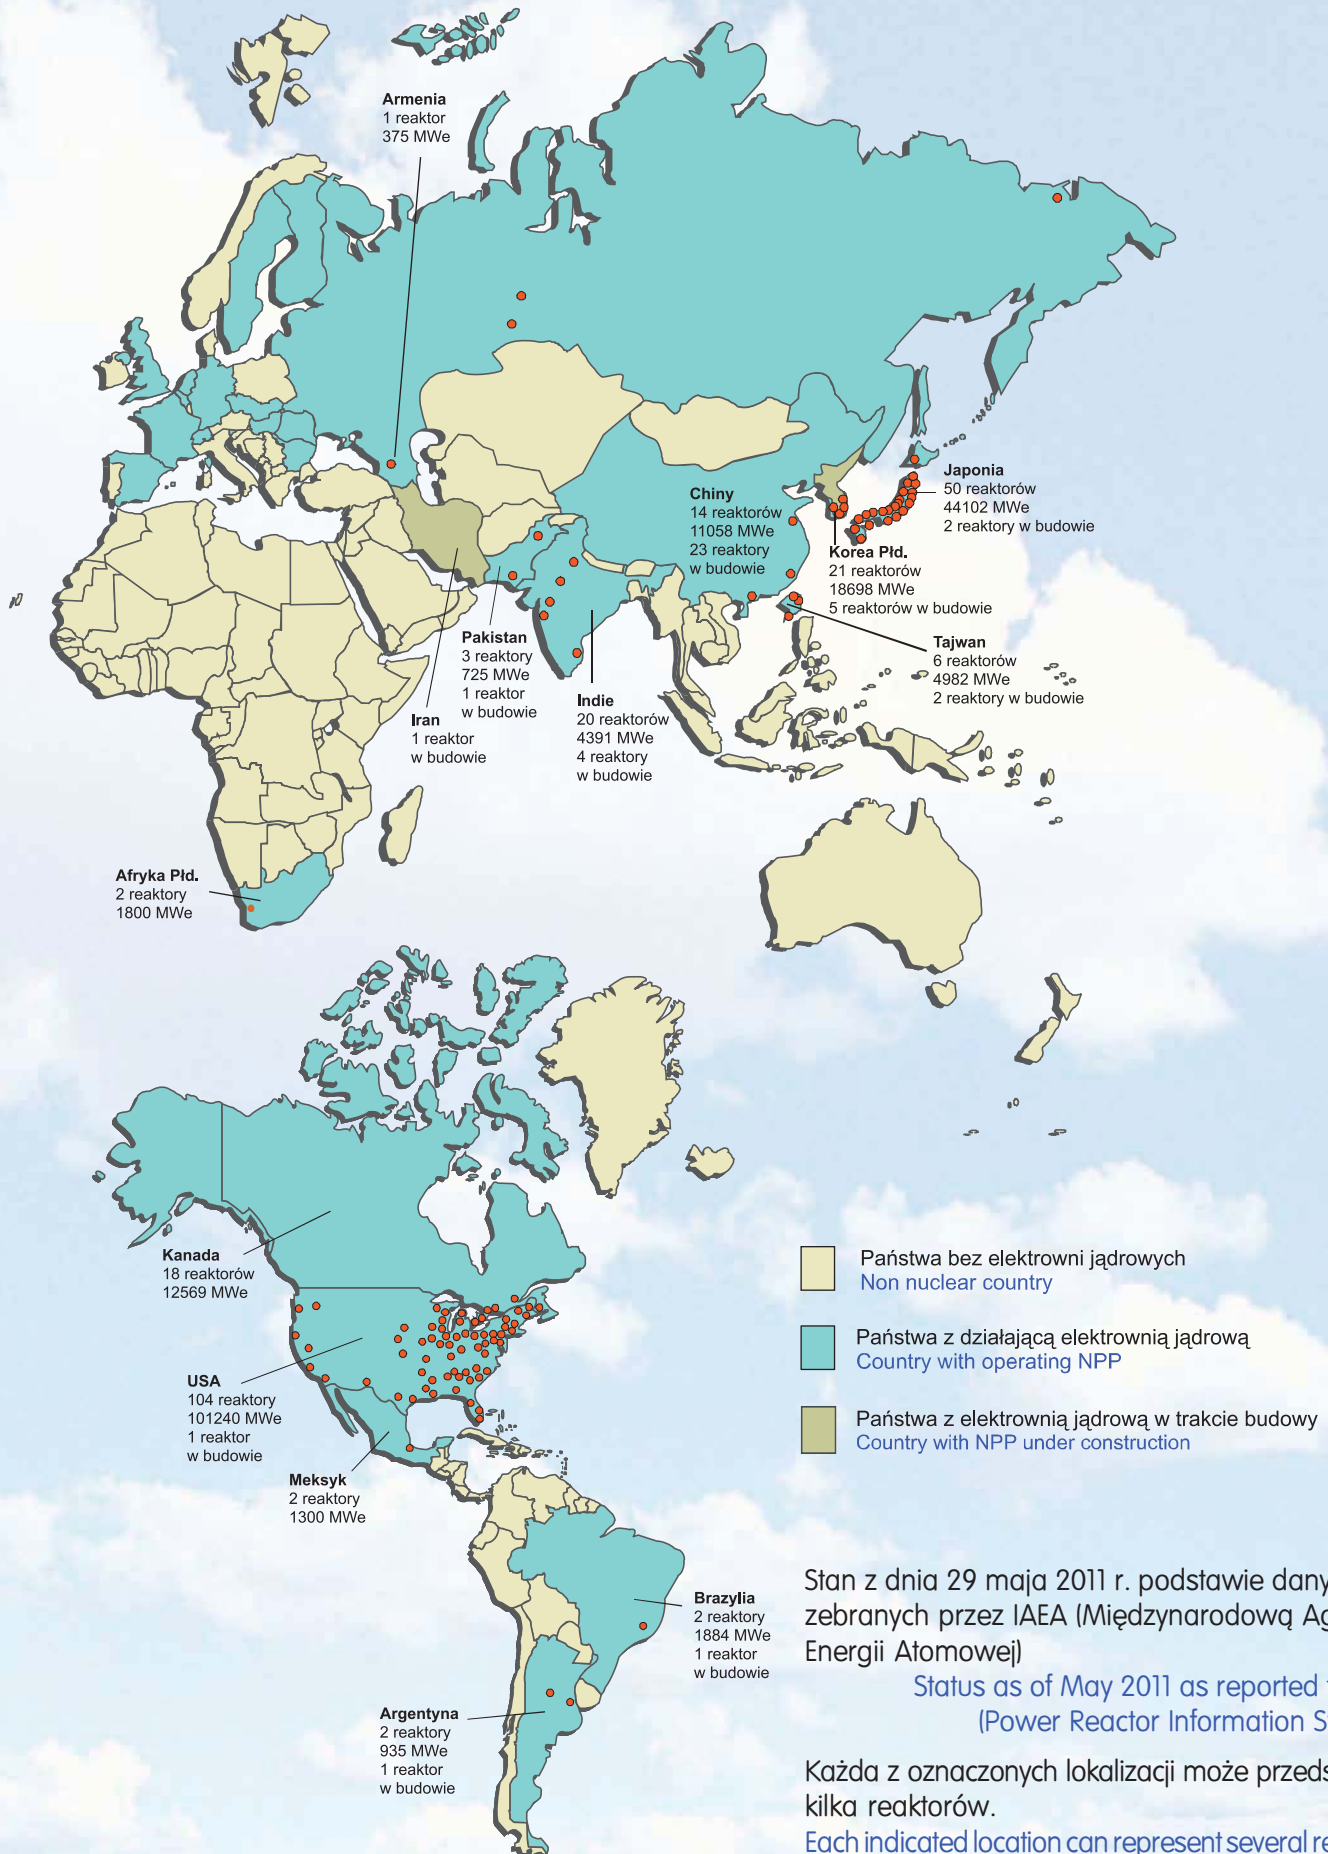 Armenia
1 reaktor
375 MWe
Japonia
50 reaktorów
44102 MWe
2 reaktory w budowie
Chiny
14 reaktorów
11058 MWe
23 reaktory
w budowie
Korea Płd.
21 reaktorów
18698 MWe
5 reaktorów w budowie
Tajwan
6 reaktorów
4982 MWe
2 reaktory w budowie
Pakistan
3 reaktory
725 MWe
1 reaktor
w budowie
Iran
1 reaktor
w budowie
Indie
20 reaktorów
4391 MWe
4 reaktory
w budowie
Afryka Płd.
2 reaktory
1800 MWe
Kanada
18 reaktorów
12569 MWe
USA
104 reaktory
101240 MWe
1 reaktor
w budowie
Meksyk
2 reaktory
1300 MWe
Brazylia
2 reaktory
1884 MWe
1 reaktor
w budowie
Argentyna
2 reaktory
935 MWe
1 reaktor
w budowie
Państwa bez elektrowni jądrowych
Non nuclear country
Państwa z działającą elektrownią jądrową
Country with operating NPP
Państwa z elektrownią jądrową w trakcie budowy
Country with NPP under construction
Stan z dnia 29 maja 2011 r. podstawie dany
zebranych przez IAEA (Międzynarodową Ag
Energii Atomowej)
Status as of May 2011 as reported
(Power Reactor Information S
Każda z oznaczonych lokalizacji może przeds
kilka reaktorów.
Each indicated location can represent several re